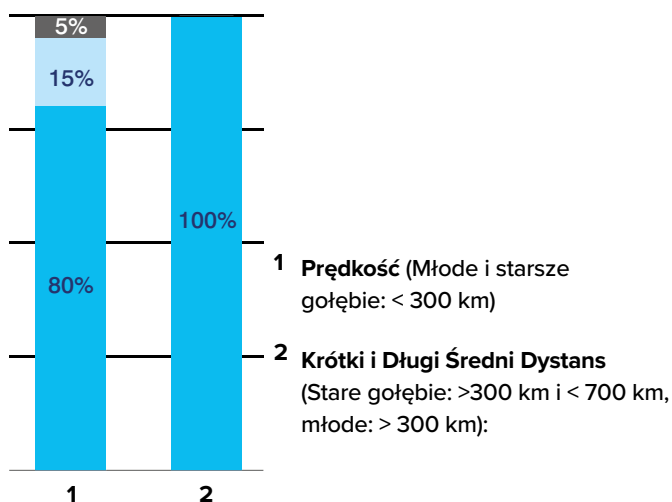 5%
15%
100%
80%
1 Prędkość (Młode i starsze
gołębie: < 300 km)
2 Krótki i Długi Średni Dystans
(Stare gołębie: >300 km i < 700 km,
młode: > 300 km):
1 2